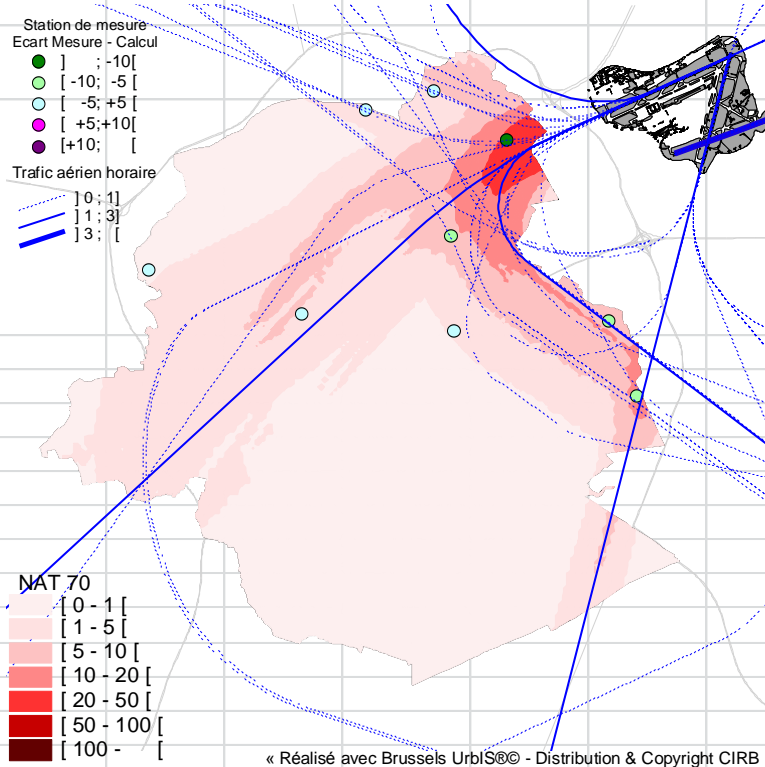 Station de mesure
Ecart Mesure - Calcul
]     ; -10[
[ -10;  -5 [
[   -5; +5 [
[  +5;+10[
[+10;      [
Trafic aérien horaire
] 0 ; 1]
] 1 ; 3]
] 3 ;   [
NAT 70
[ 0 - 1 [
[ 1 - 5 [
[ 5 - 10 [
[ 10 - 20 [
[ 20 - 50 [
[ 50 - 100 [
[ 100 -      [
« Réalisé avec Brussels UrbIS®© - Distribution & Copyright CIRB